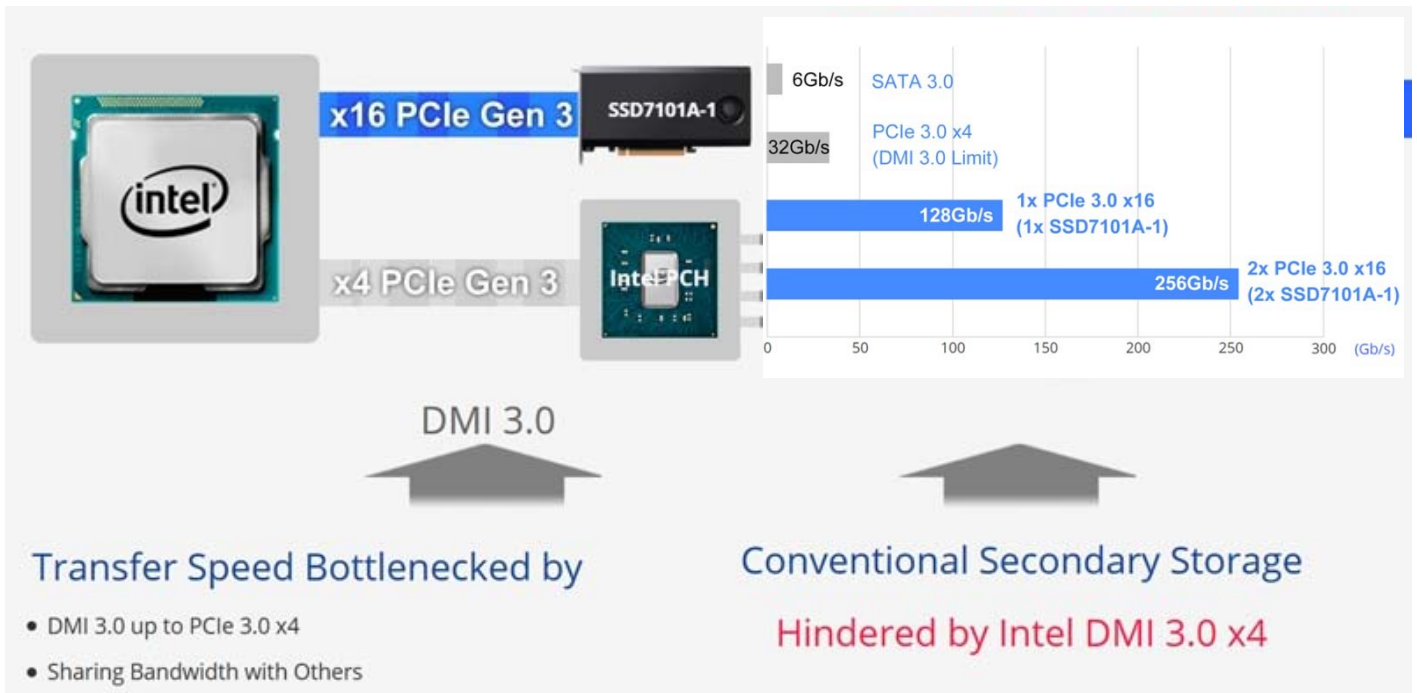 x16 PCIe Gen 3
SSD7101A-1
intel
x4 PCIe Gen 3
Intel PCH
6Gb/s
SATA 3.0
32Gb/s
PCIe 3.0 x4
(DMI 3.0 Limit)
128Gb/s
1x PCIe 3.0 x16
(1x SSD7101A-1)
256Gb/s
2x PCIe 3.0 x16
(2x SSD7101A-1)
0 50 100 150 200 250 300 (Gb/s)
DMI 3.0
Transfer Speed Bottlenecked by
• DMI 3.0 up to PCIe 3.0 x4
• Sharing Bandwidth with Others
Conventional Secondary Storage
Hindered by Intel DMI 3.0 x4